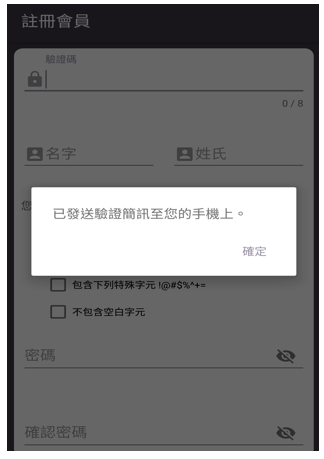 註冊會員
驗證碼
0 / 8
名字
姓氏
您
已發送驗證簡訊至您的手機上。
確定
包含下列特殊字元 !@#$%^+=
不包含空白字元
密碼
確認密碼